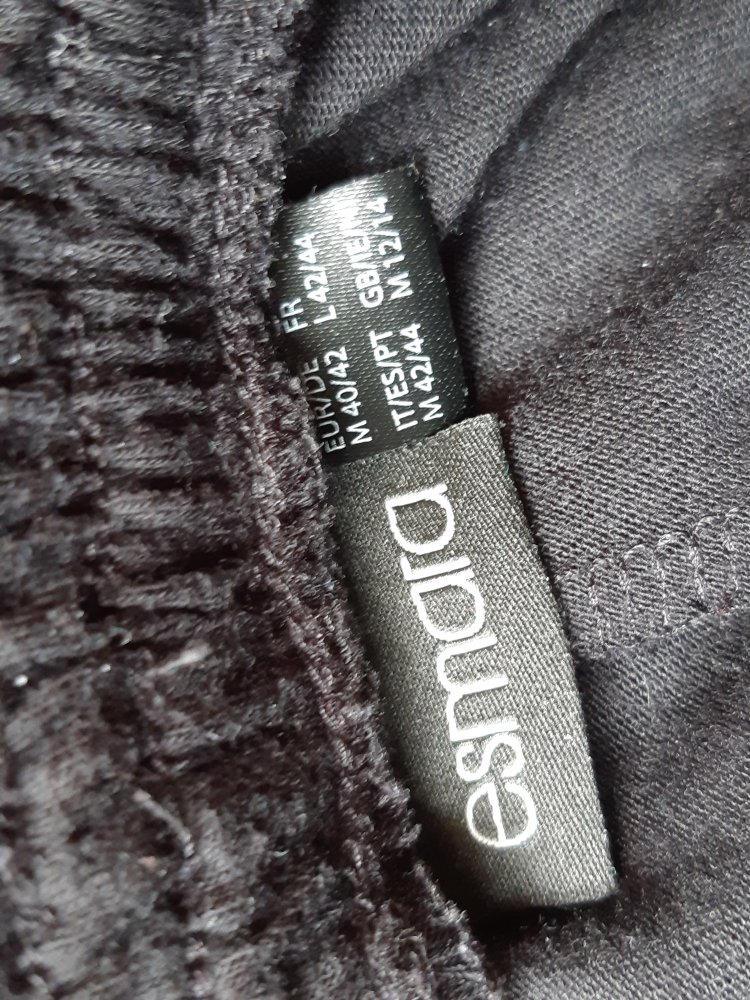 EUR/DE FR
M 40/42 L 42/44
IT/ES/PT GB/IE/
M 42/44 M 12/14
esmara